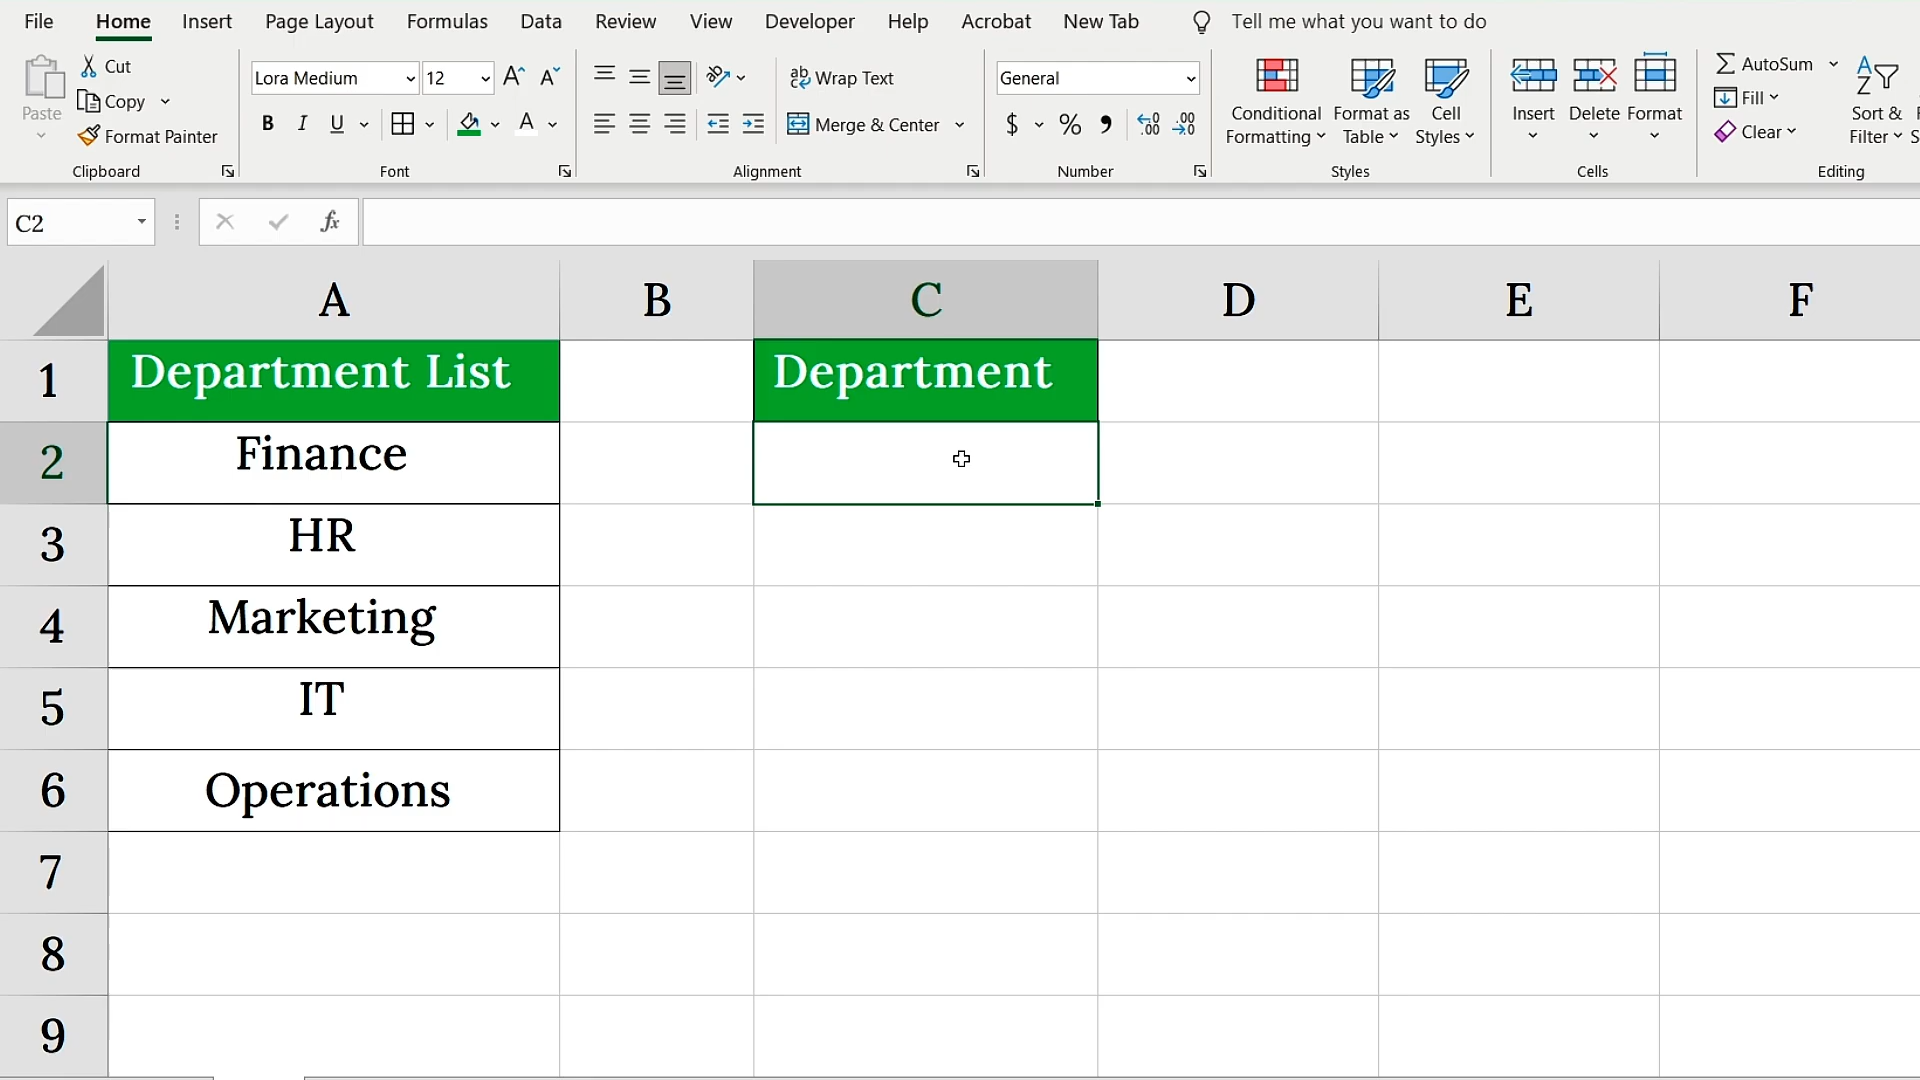 File Home Insert Page Layout Formulas Data Review View Developer Help Acrobat New Tab Tell me what you want to do
Paste
Cut
Copy
Format Painter
Clipboard
Lora Medium 12 A A
B I U A
Font
ab Wrap Text
Merge & Center
Alignment
General
$ % , .00 .00
Number
Conditional Formatting
Format as Table
Cell Styles
Styles
Insert Delete Format
Cells
AutoSum
Fill
Clear
Sort & Filter
Editing
C2 fx
A B C D E F
1 Department List Department
2 Finance
3 HR
4 Marketing
5 IT
6 Operations
7
8
9